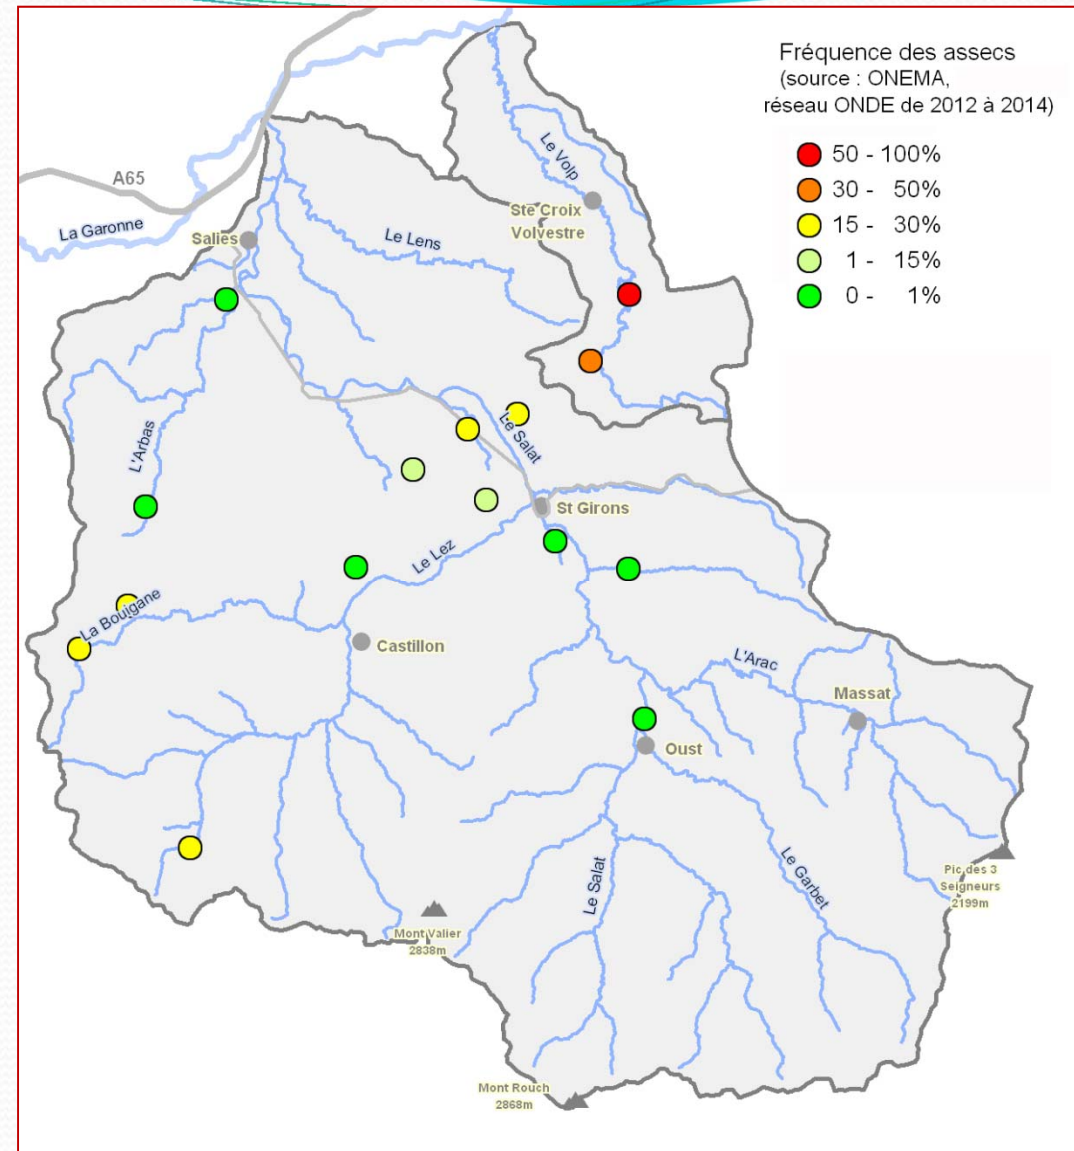 Fréquence des assecs
(source : ONEMA,
réseau ONDE de 2012 à 2014)
50 - 100%
30 - 50%
15 - 30%
1 - 15%
0 - 1%
A65
La Garonne
Salies
Le Lens
Le Volp
Ste Croix
Volvestre
L'Arbas
Le Salat
St Girons
Le Lez
La Bouigane
Castillon
L'Arac
Massat
Oust
Le Salat
Le Garbet
Pic des 3
Seigneurs
2199m
Mont Valier
2838m
Mont Rouch
2868m